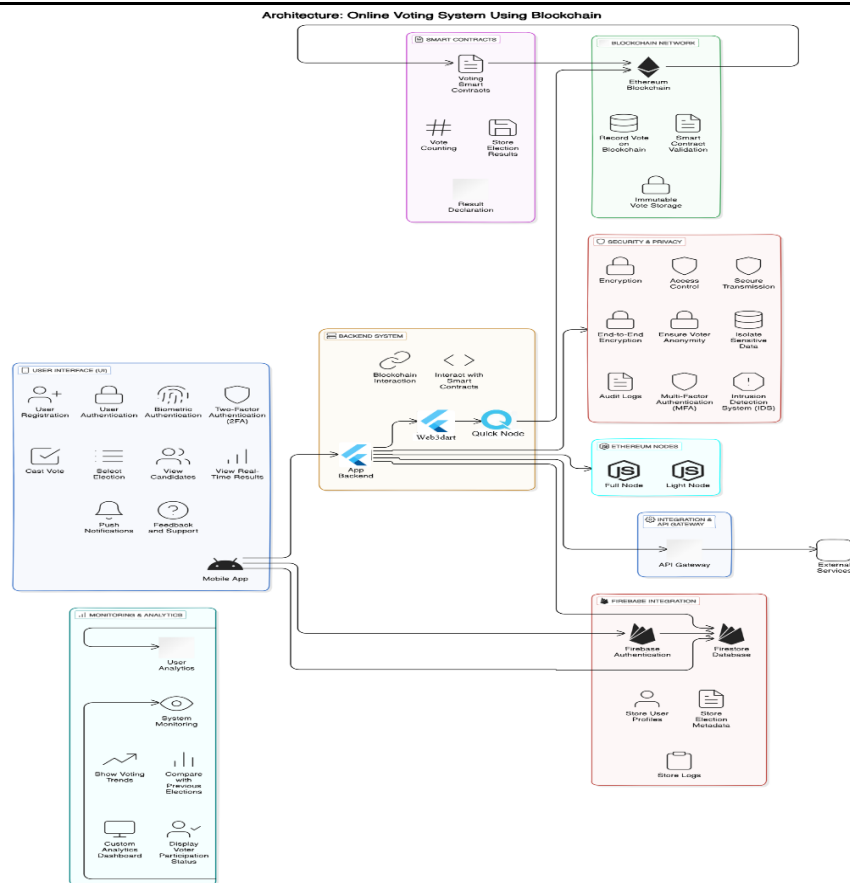 Architecture: Online Voting System Using Blockchain
SMART CONTRACTS
Voting
Smart
Contracts
Vote
Counting
Store
Election
Results
Result
Declaration
BLOCKCHAIN NETWORK
Ethereum
Blockchain
Record Vote
on
Blockchain
Smart
Contract
Validation
Immutable
Vote Storage
SECURITY & PRIVACY
Encryption
Access
Control
Secure
Transmission
End-to-End
Encryption
Ensure Voter
Anonymity
Isolate
Sensitive
Data
Audit Logs
Multi-Factor
Authentication
(MFA)
Intrusion
Detection
System (IDS)
BACKEND SYSTEM
Blockchain
Interaction
Interact with
Smart
Contracts
Web3dart
Quick Node
App
Backend
USER INTERFACE (UI)
User
Registration
User
Authentication
Biometric
Authentication
Two-Factor
Authentication
(2FA)
Cast Vote
Select
Election
View
Candidates
View Real-
Time Results
Push
Notifications
Feedback
and Support
Mobile App
ETHEREUM NODES
JS
Full Node
JS
Light Node
INTEGRATION &
API GATEWAY
API Gateway
External
Services
FIREBASE INTEGRATION
Firebase
Authentication
Firestore
Database
Store User
Profiles
Store
Election
Metadata
Store Logs
MONITORING & ANALYTICS
User
Analytics
System
Monitoring
Show Voting
Trends
Compare
with
Previous
Elections
Custom
Analytics
Dashboard
Display
Voter
Participation
Status